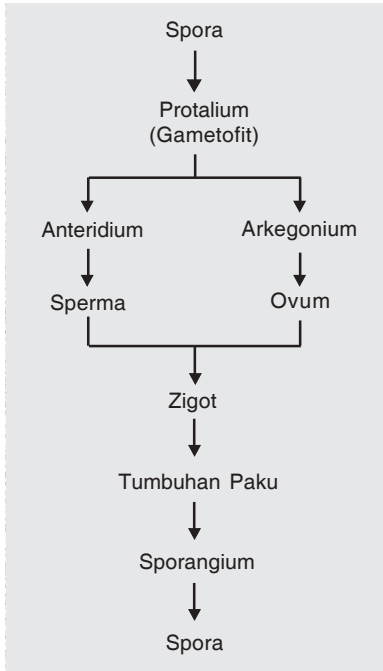 Spora
Protalium
(Gametofit)
Anteridium Arkegonium
Sperma Ovum
Zigot
Tumbuhan Paku
Sporangium
Spora